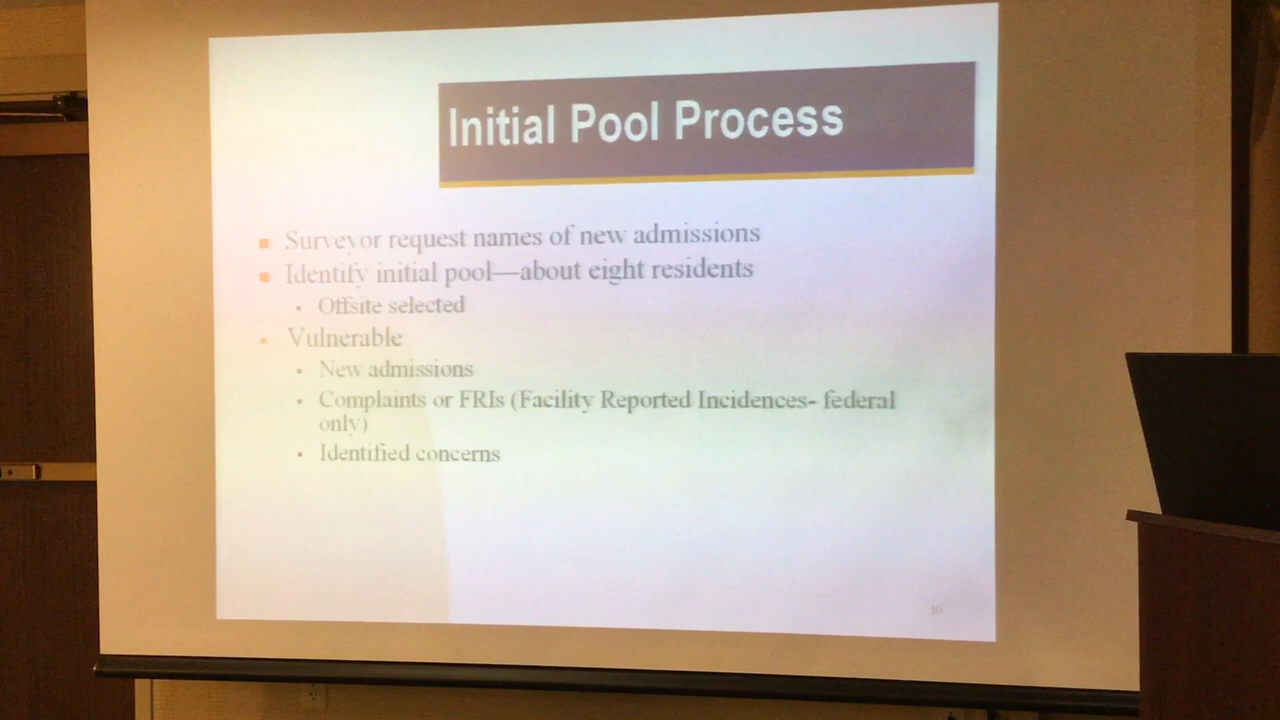 Initial Pool Process
Surveyor request names of new admissions
Identify initial pool—about eight residents
Offsite selected
Vulnerable
New admissions
Complaints or FRIs (Facility Reported Incidences- federal
only)
Identified concerns